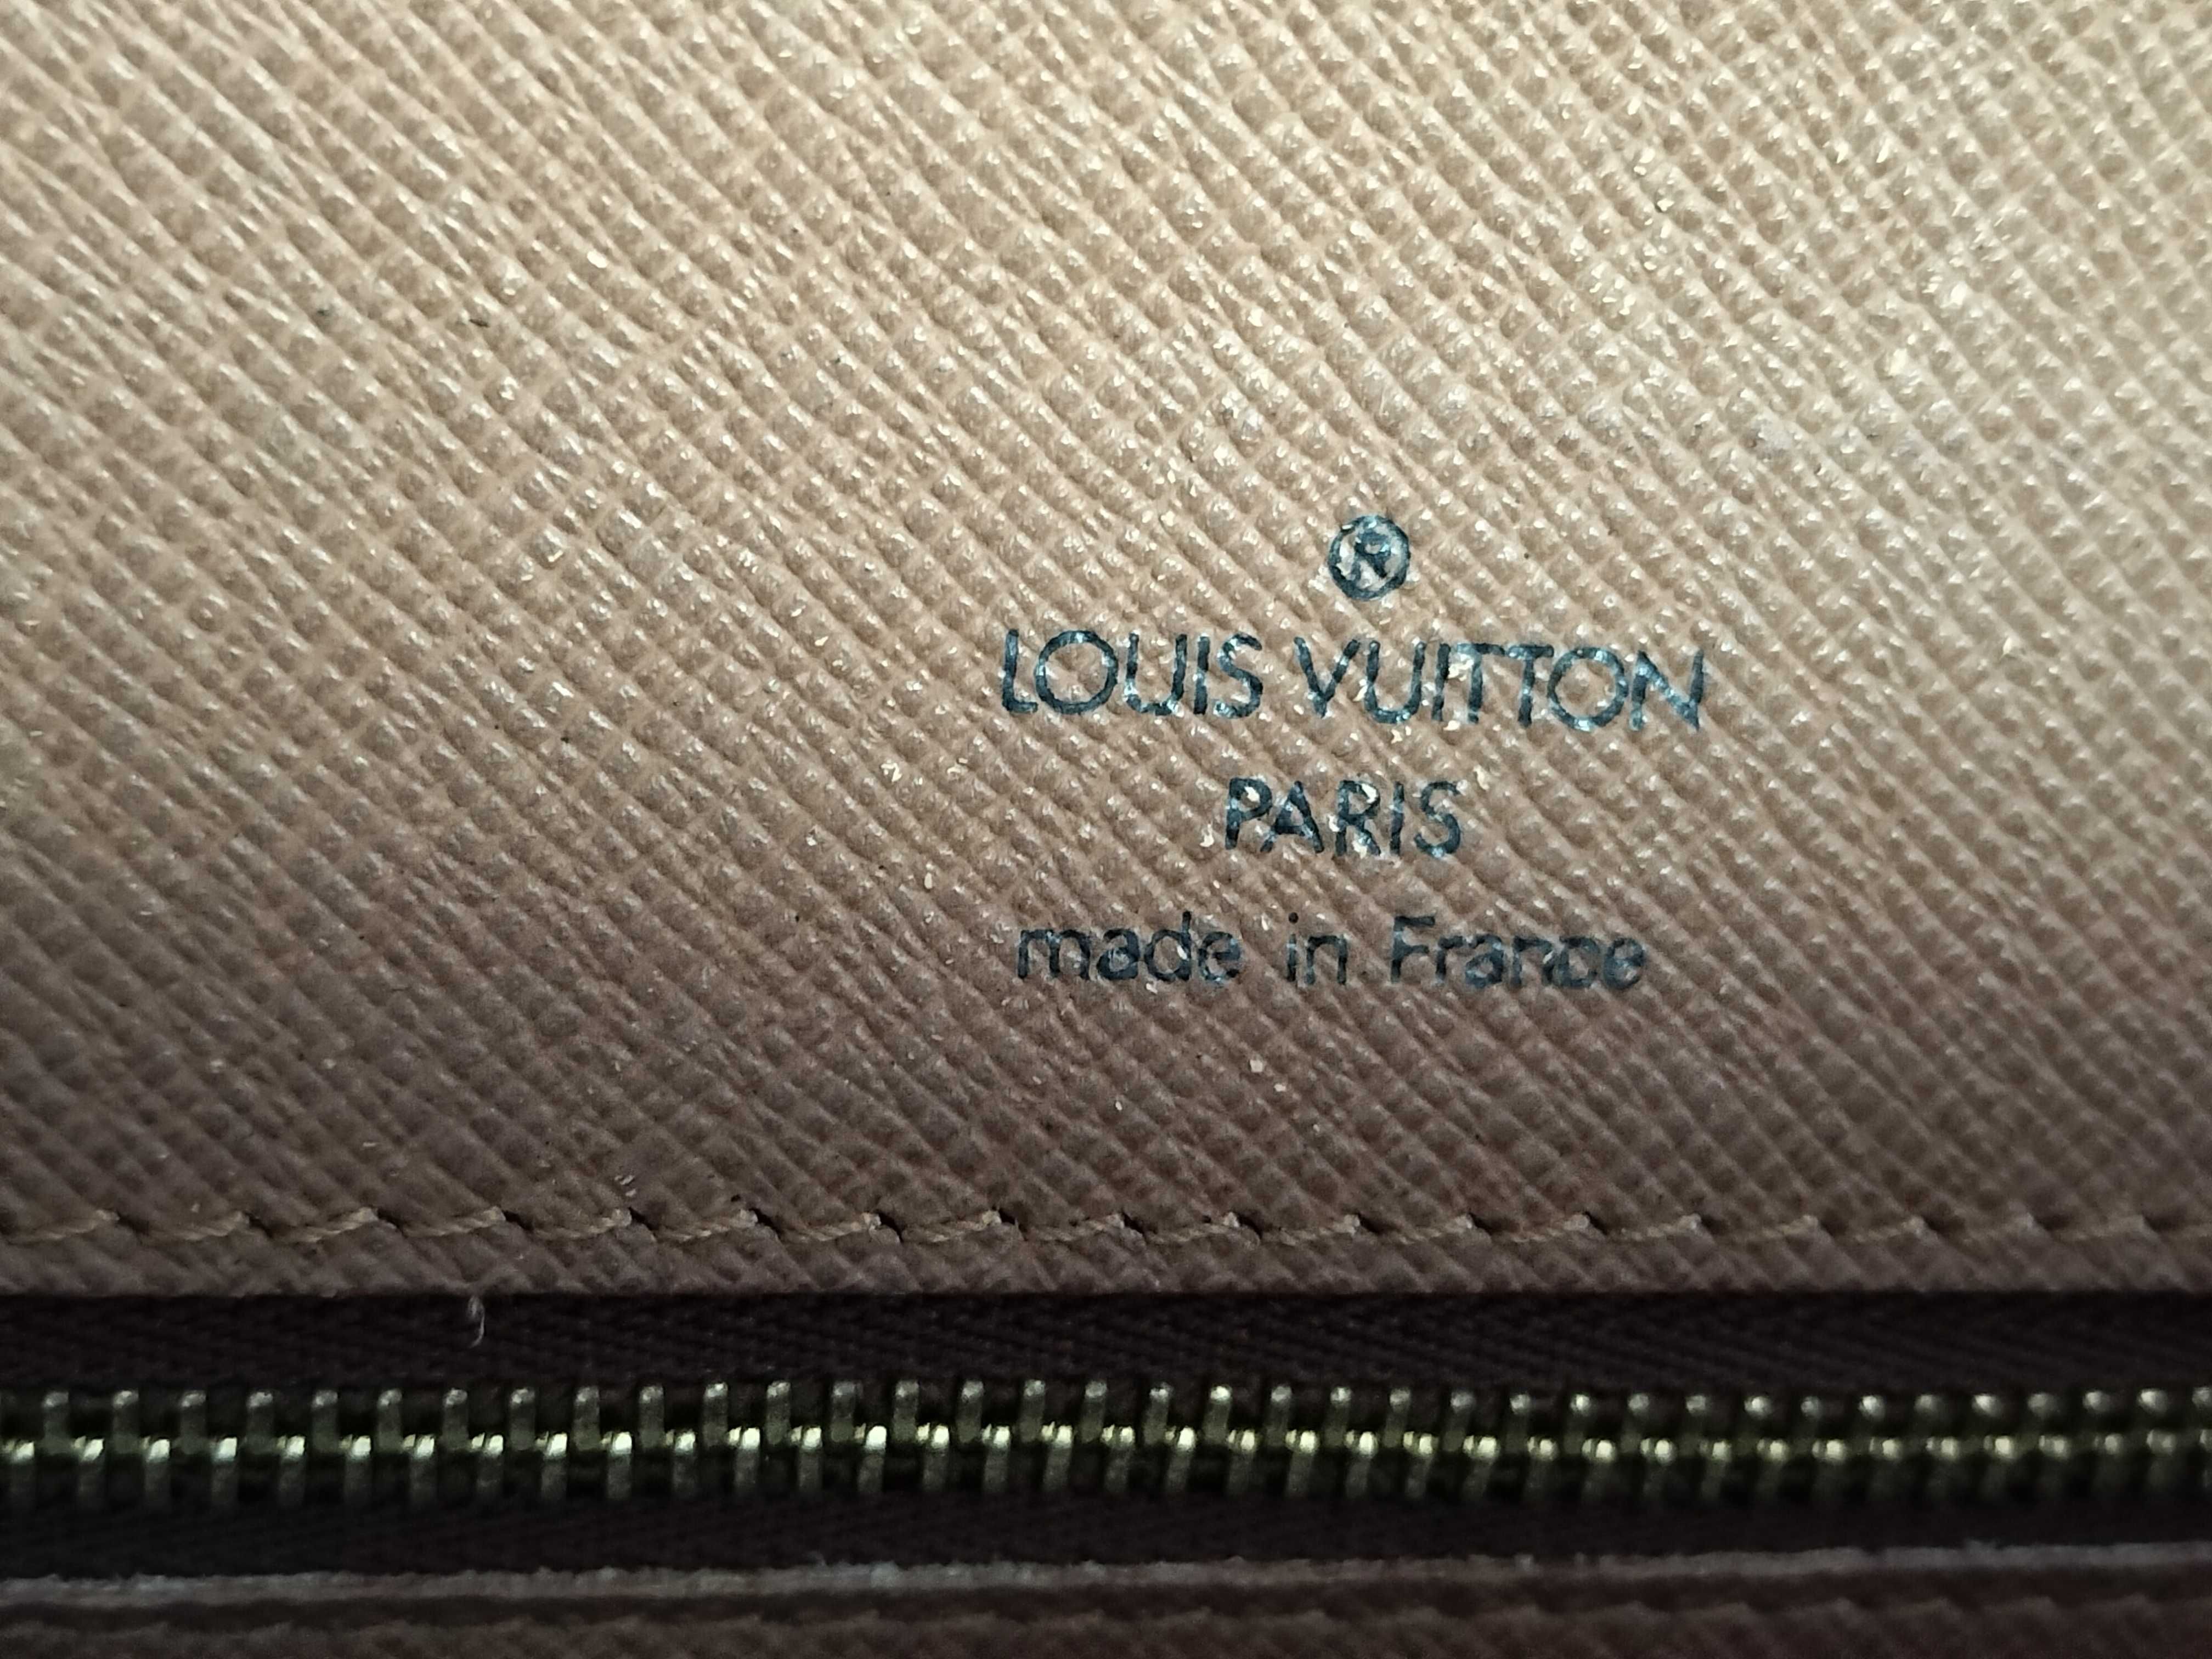 ®
LOUIS VUITTON
PARIS
made in France